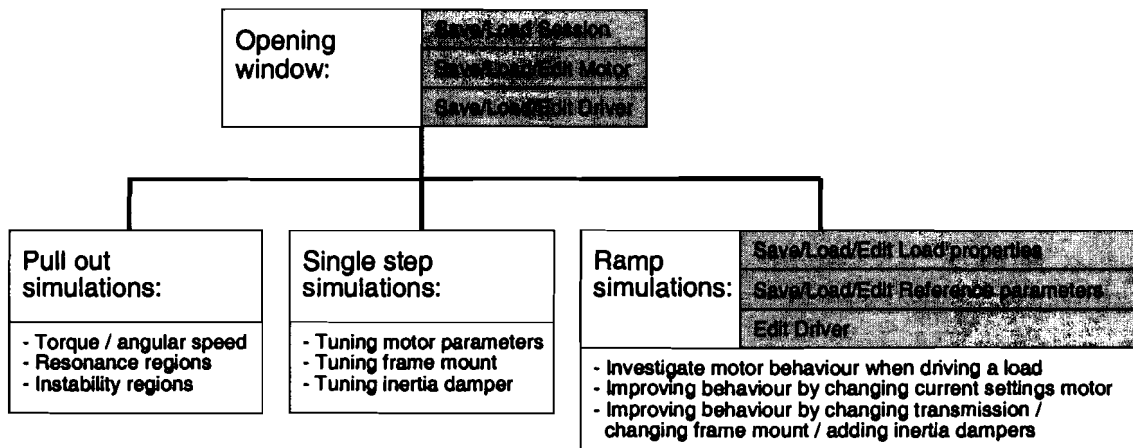 Opening
window:
Save/Load Session
Save/Load/Edit Motor
Save/Load/Edit Driver
Pull out
simulations:
- Torque / angular speed
- Resonance regions
- Instability regions
Single step
simulations:
- Tuning motor parameters
- Tuning frame mount
- Tuning inertia damper
Ramp
simulations:
Save/Load/Edit Load properties
Save/Load/Edit Reference parameters
Edit Driver
- Investigate motor behaviour when driving a load
- Improving behaviour by changing current settings motor
- Improving behaviour by changing transmission /
changing frame mount / adding inertia dampers